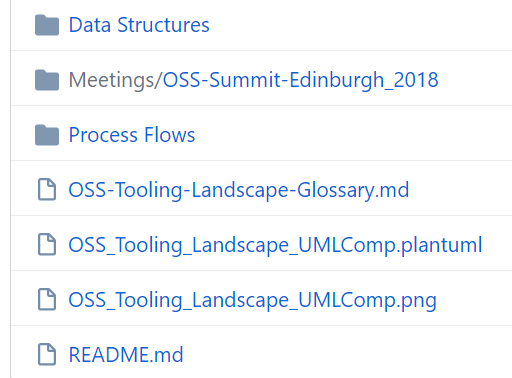 Data Structures
Meetings/OSS-Summit-Edinburgh_2018
Process Flows
OSS-Tooling-Landscape-Glossary.md
OSS_Tooling_Landscape_UMLComp.plantuml
OSS_Tooling_Landscape_UMLComp.png
README.md